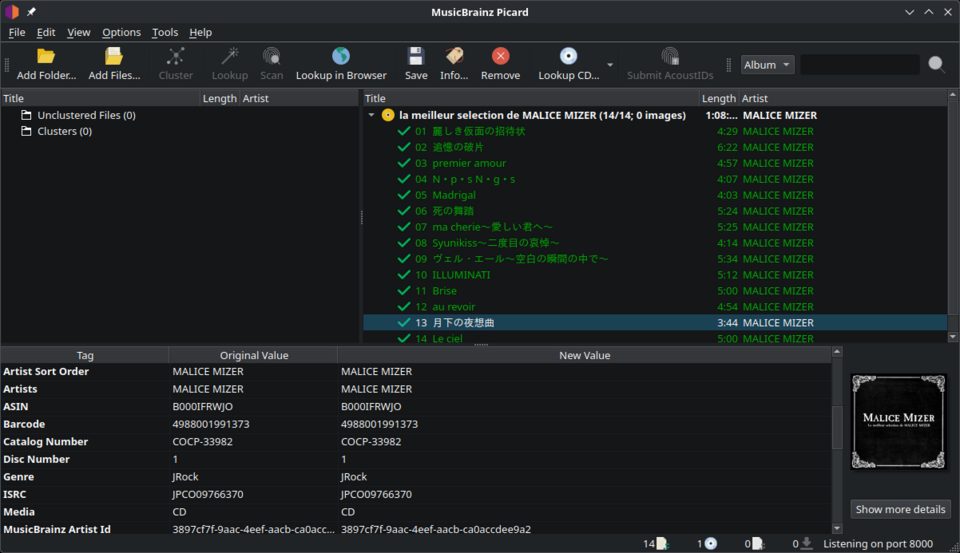 MusicBrainz Picard
File Edit View Options Tools Help
Add Folder... Add Files... Cluster Lookup Scan Lookup in Browser Save Info... Remove Lookup CD... Submit AcoustIDs Album
Title Length Artist
Unclustered Files (0)
Clusters (0)
Title Length Artist
la meilleur selection de MALICE MIZER (14/14; 0 images) 1:08:... MALICE MIZER
01 麗しき仮面の招待状 4:29 MALICE MIZER
02 追憶の破片 6:22 MALICE MIZER
03 premier amour 4:57 MALICE MIZER
04 N・p・s N・g・s 4:07 MALICE MIZER
05 Madrigal 4:03 MALICE MIZER
06 死の舞踏 5:24 MALICE MIZER
07 ma cherie〜愛しい君へ〜 5:25 MALICE MIZER
08 Syunikiss〜二度目の哀悼〜 4:14 MALICE MIZER
09 ヴェル・エール〜空白の瞬間の中で〜 5:34 MALICE MIZER
10 ILLUMINATI 5:12 MALICE MIZER
11 Brise 5:00 MALICE MIZER
12 au revoir 4:54 MALICE MIZER
13 月下の夜想曲 3:44 MALICE MIZER
14 Le ciel 5:00 MALICE MIZER
Tag Original Value New Value
Artist Sort Order MALICE MIZER MALICE MIZER
Artists MALICE MIZER MALICE MIZER
ASIN B000IFRWJO B000IFRWJO
Barcode 4988001991373 4988001991373
Catalog Number COCP-33982 COCP-33982
Disc Number 1 1
Genre JRock JRock
ISRC JPCO09766370 JPCO09766370
Media CD CD
MusicBrainz Artist Id 3897cf7f-9aac-4eef-aacb-ca0acc... 3897cf7f-9aac-4eef-aacb-ca0accdee9a2
MALICE MIZER
La meilleur selection de MALICE MIZER
Show more details
14 1 0 0 Listening on port 8000